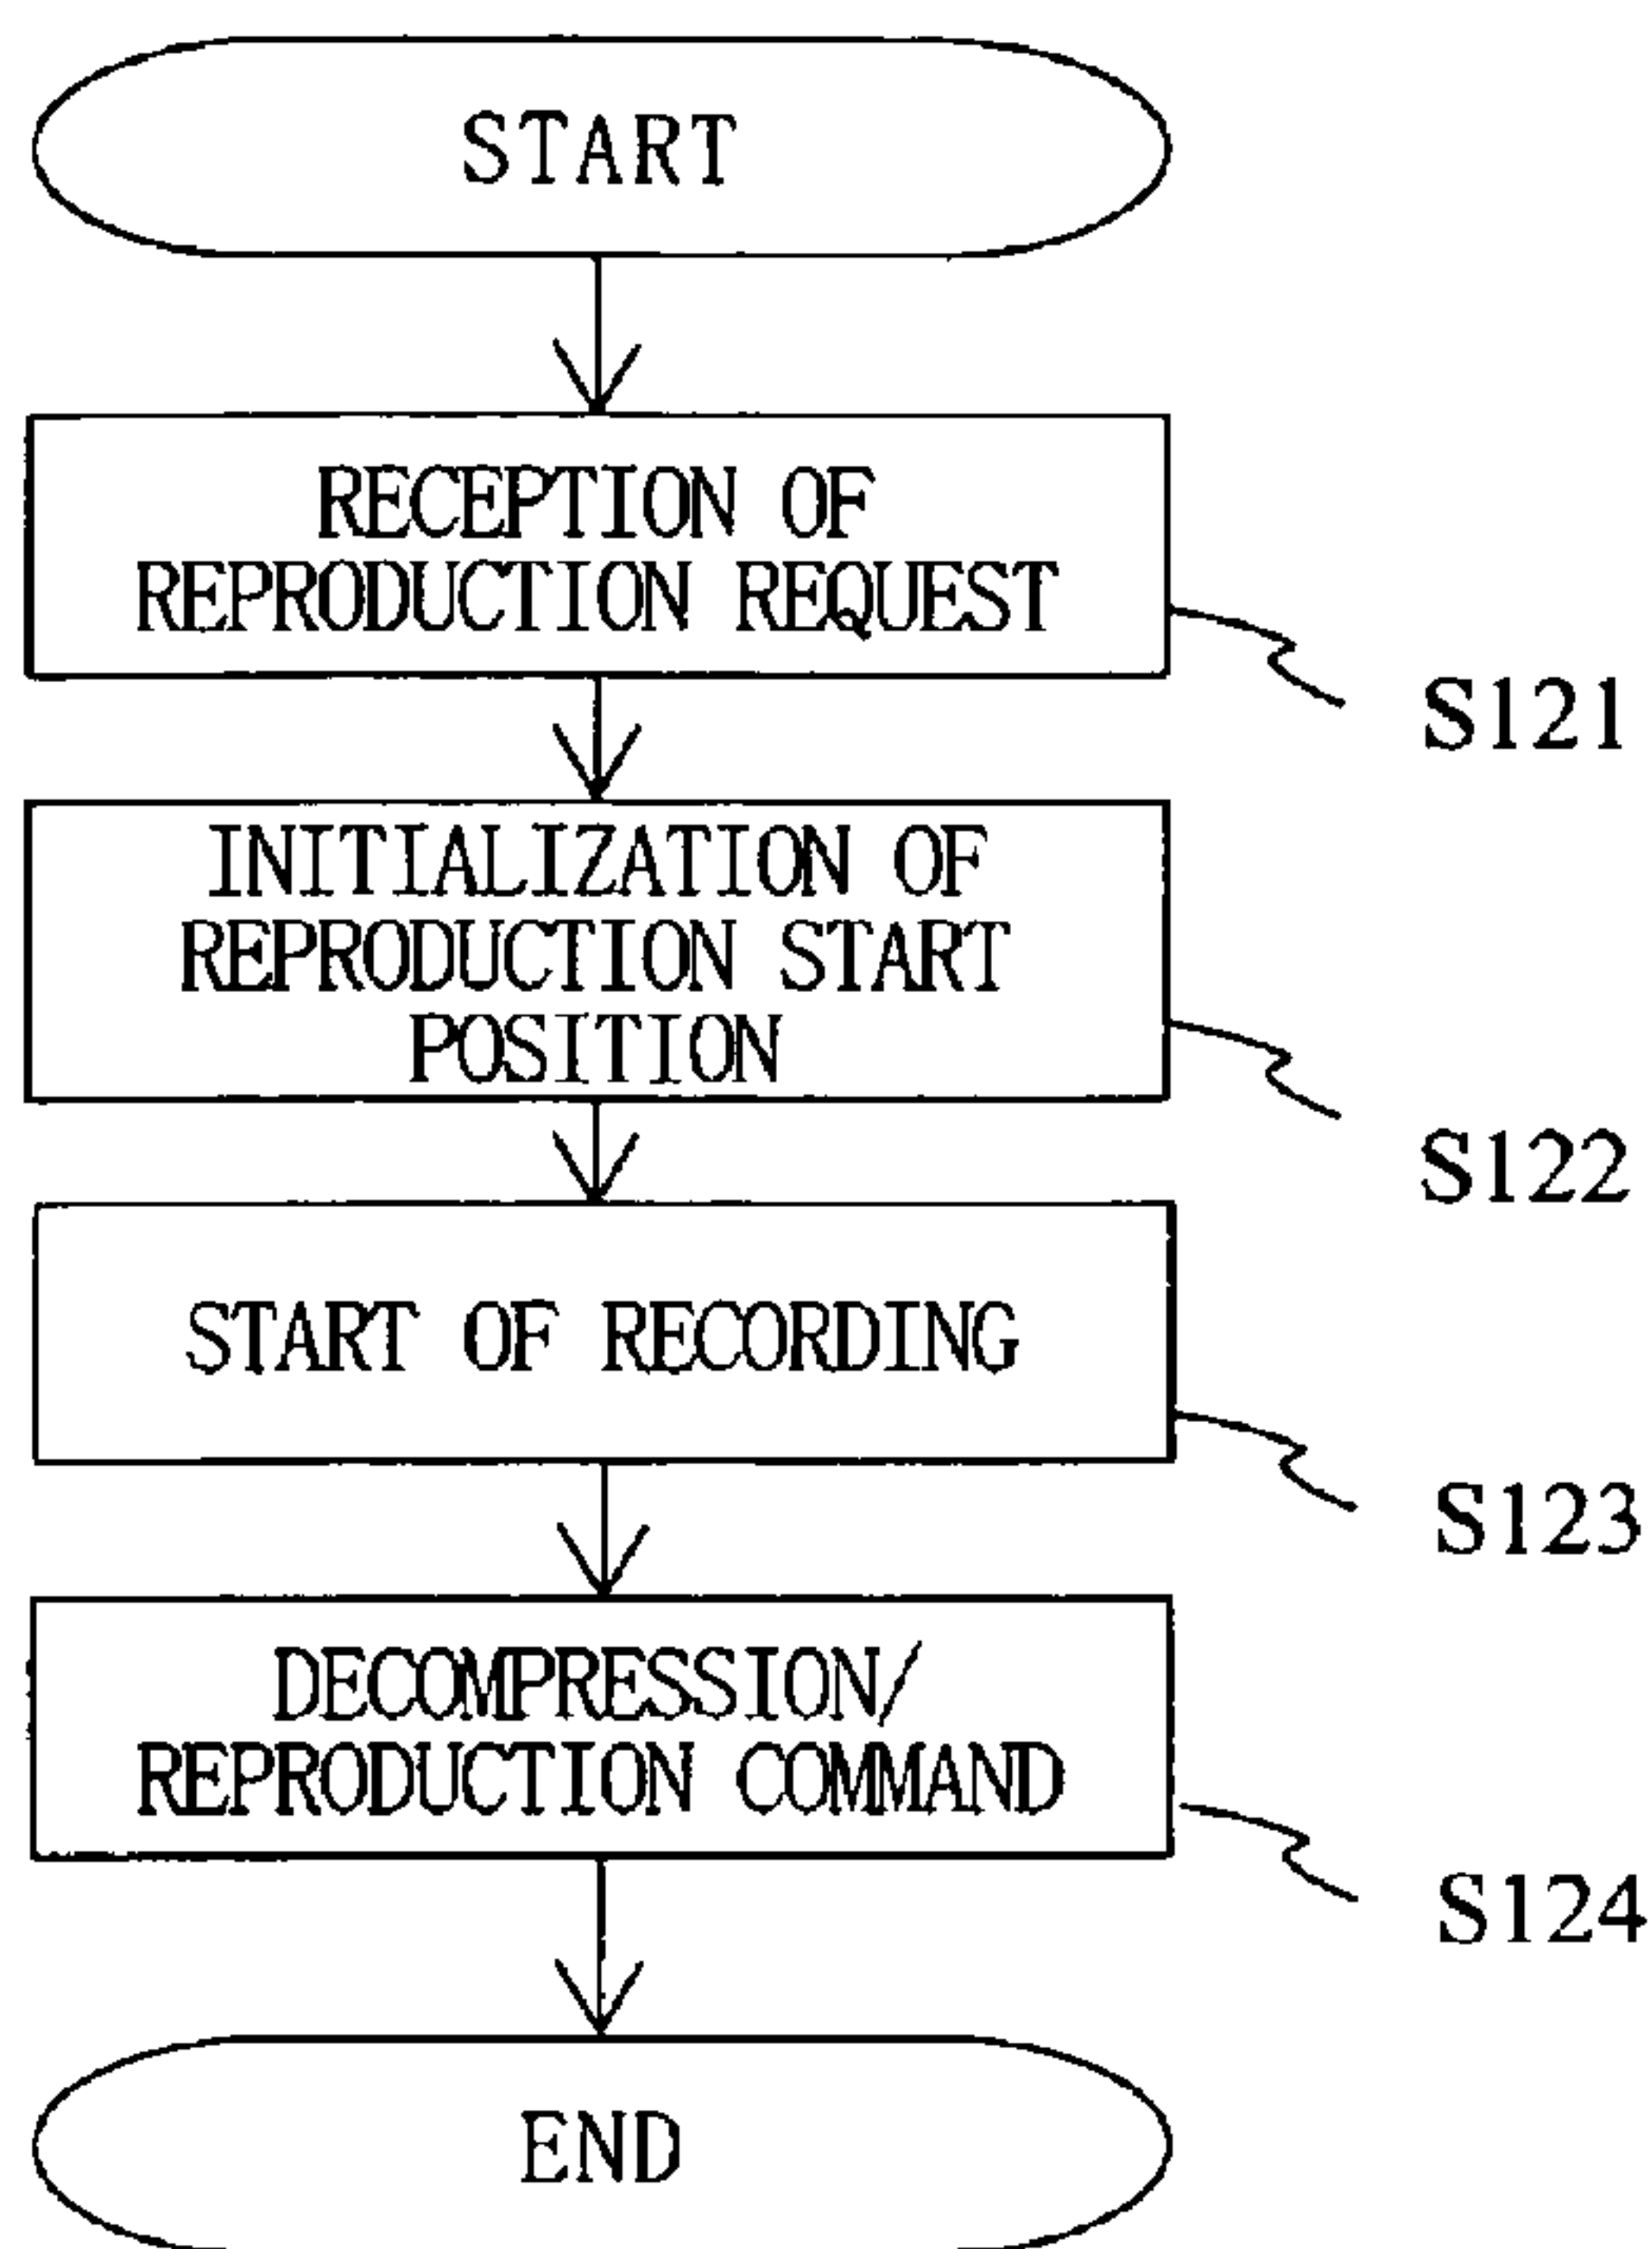 START
RECEPTION OF
REPRODUCTION REQUEST
S121
INITIALIZATION OF
REPRODUCTION START
POSITION
S122
START OF RECORDING
S123
DECOMPRESSION/
REPRODUCTION COMMAND
S124
END